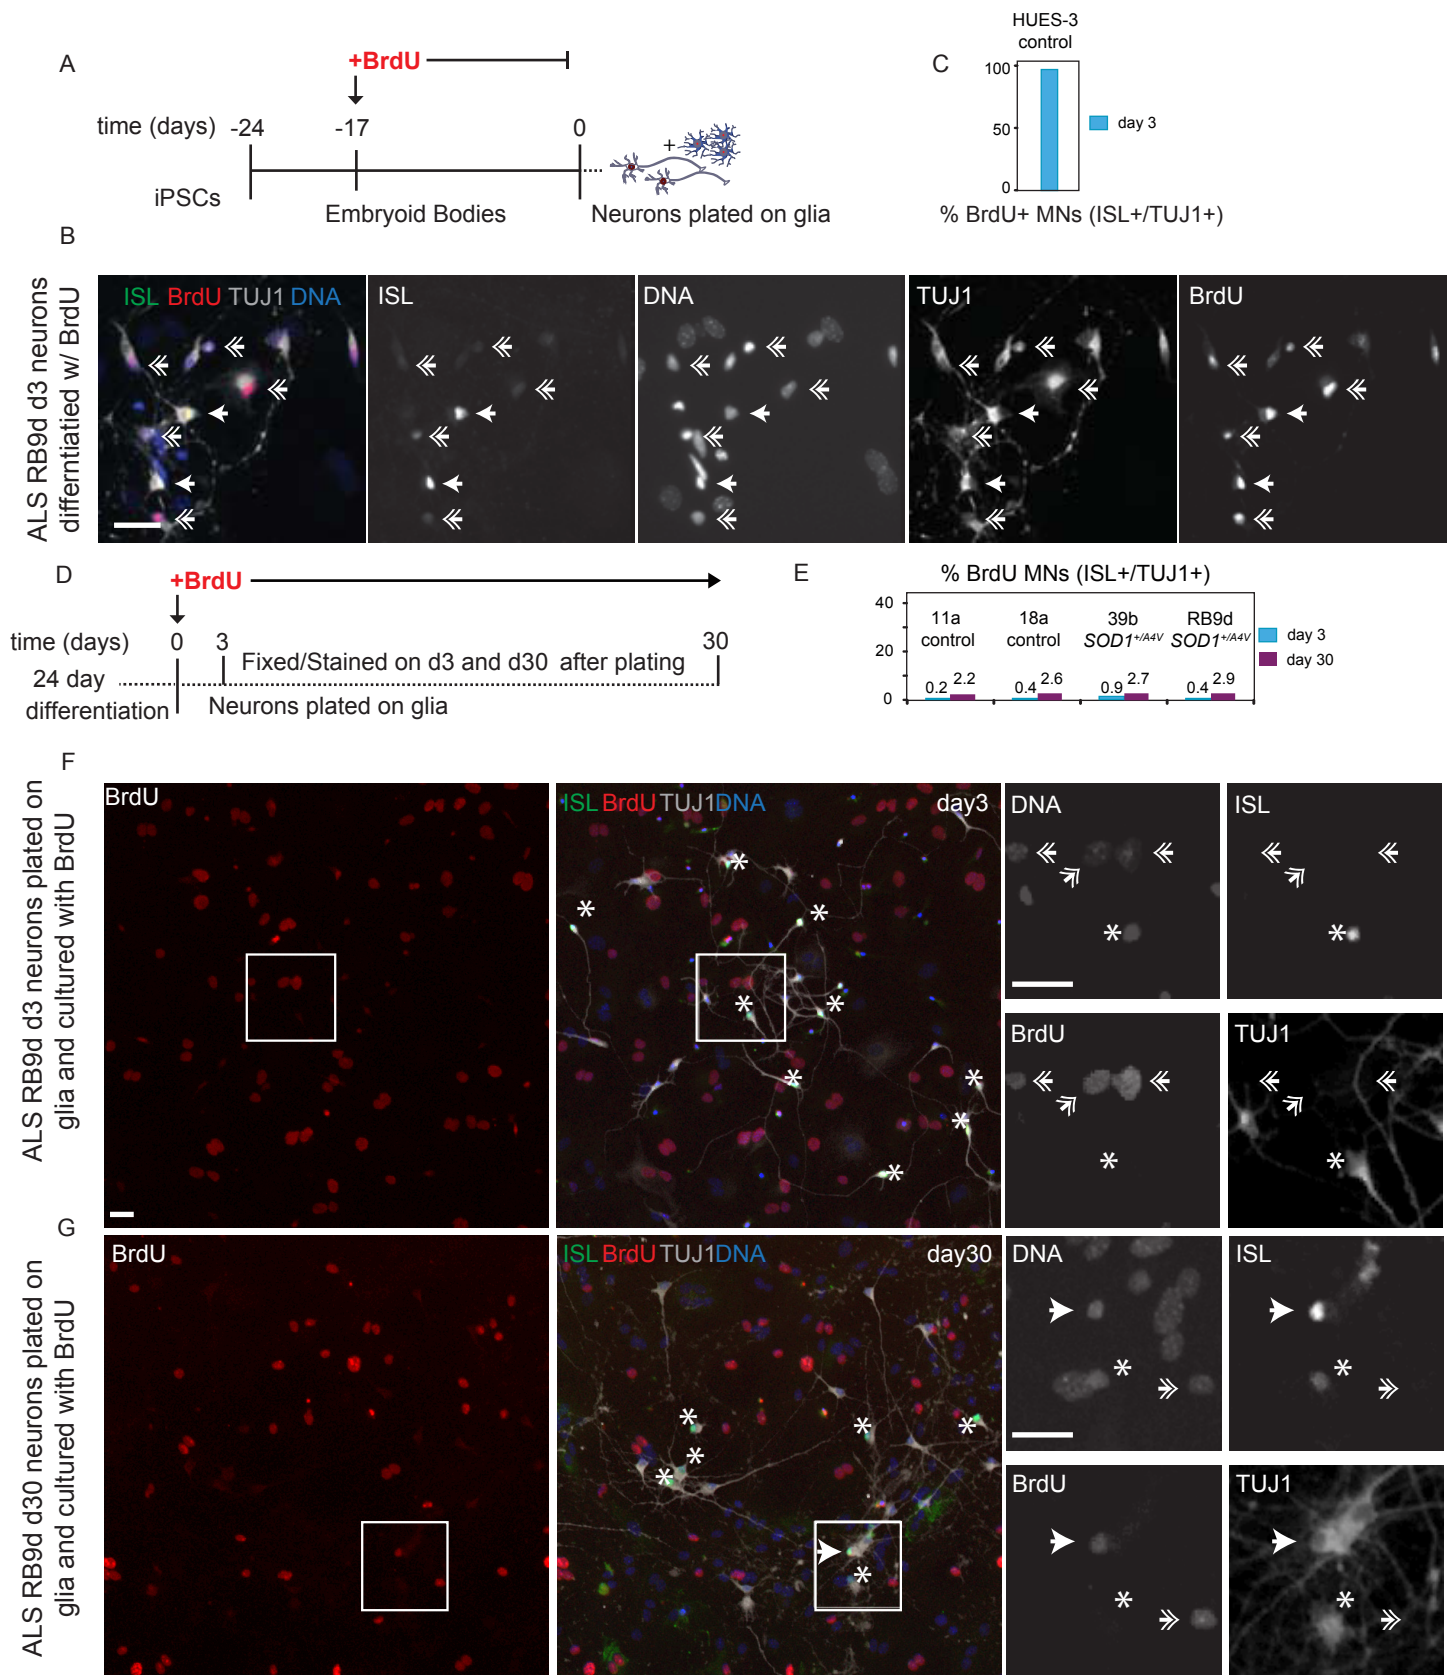 A
+BrdU
time (days) -24 -17 0
+
iPSCs
Embryoid Bodies
Neurons plated on glia
C
HUES-3
control
100
50
0
day 3
% BrdU+ MNs (ISL+/TUJ1+)
B
ALS RB9d d3 neurons
differntiatied w/ BrdU
ISL BrdU TUJ1 DNA
ISL
DNA
TUJ1
BrdU
D
+BrdU
time (days) 0 3 30
Fixed/Stained on d3 and d30 after plating
24 day
differentiation
Neurons plated on glia
E
% BrdU MNs (ISL+/TUJ1+)
40
20
0
11a
control
18a
control
39b
SOD1+/A4V
RB9d
SOD1+/A4V
0.2 2.2
0.4 2.6
0.9 2.7
0.4 2.9
day 3
day 30
F
ALS RB9d d3 neurons plated on
glia and cultured with BrdU
BrdU
ISL BrdU TUJ1DNA
day3
DNA
ISL
BrdU
TUJ1
G
ALS RB9d d30 neurons plated on
glia and cultured with BrdU
BrdU
ISL BrdU TUJ1DNA
day30
DNA
ISL
BrdU
TUJ1